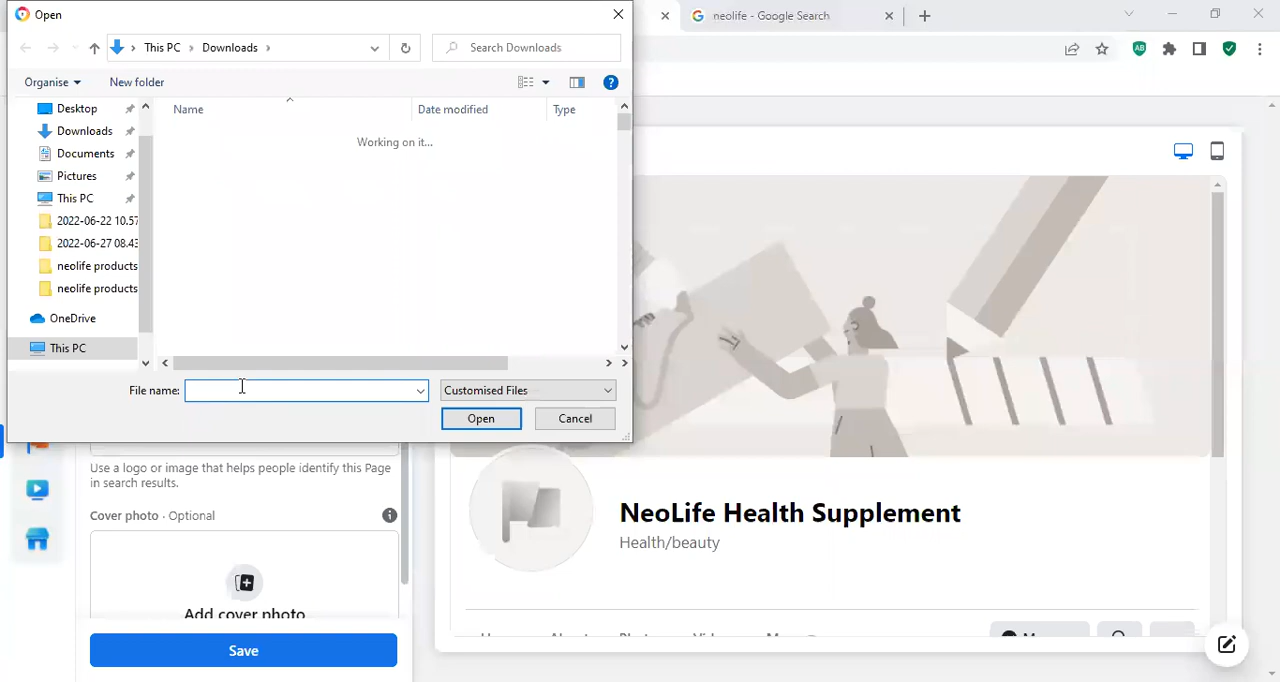 Open
neolife - Google Search
This PC
Downloads
Search Downloads
Organise
New folder
Name
Date modified
Type
Working on it...
Desktop
Downloads
Documents
Pictures
This PC
2022-06-22 10.57
2022-06-27 08.43
neolife products
neolife products
OneDrive
This PC
File name:
Customised Files
Open
Cancel
Use a logo or image that helps people identify this Page
in search results.
Cover photo · Optional
Add cover photo
Save
NeoLife Health Supplement
Health/beauty